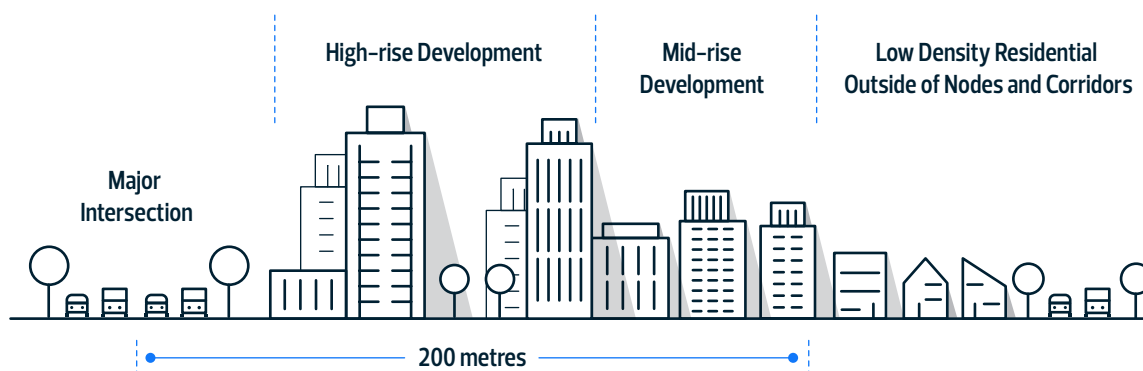 High-rise Development
Mid-rise
Development
Low Density Residential
Outside of Nodes and Corridors
Major
Intersection
200 metres